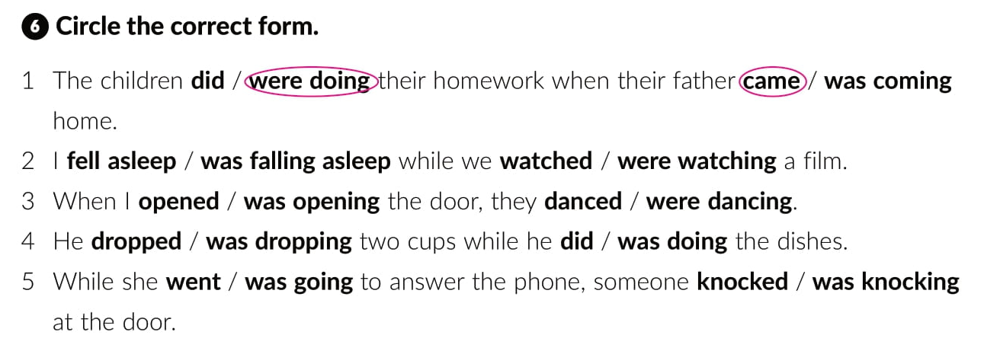 6 Circle the correct form.
1 The children did / were doing their homework when their father came / was coming
home.
2 I fell asleep / was falling asleep while we watched / were watching a film.
3 When I opened / was opening the door, they danced / were dancing.
4 He dropped / was dropping two cups while he did / was doing the dishes.
5 While she went / was going to answer the phone, someone knocked / was knocking
at the door.